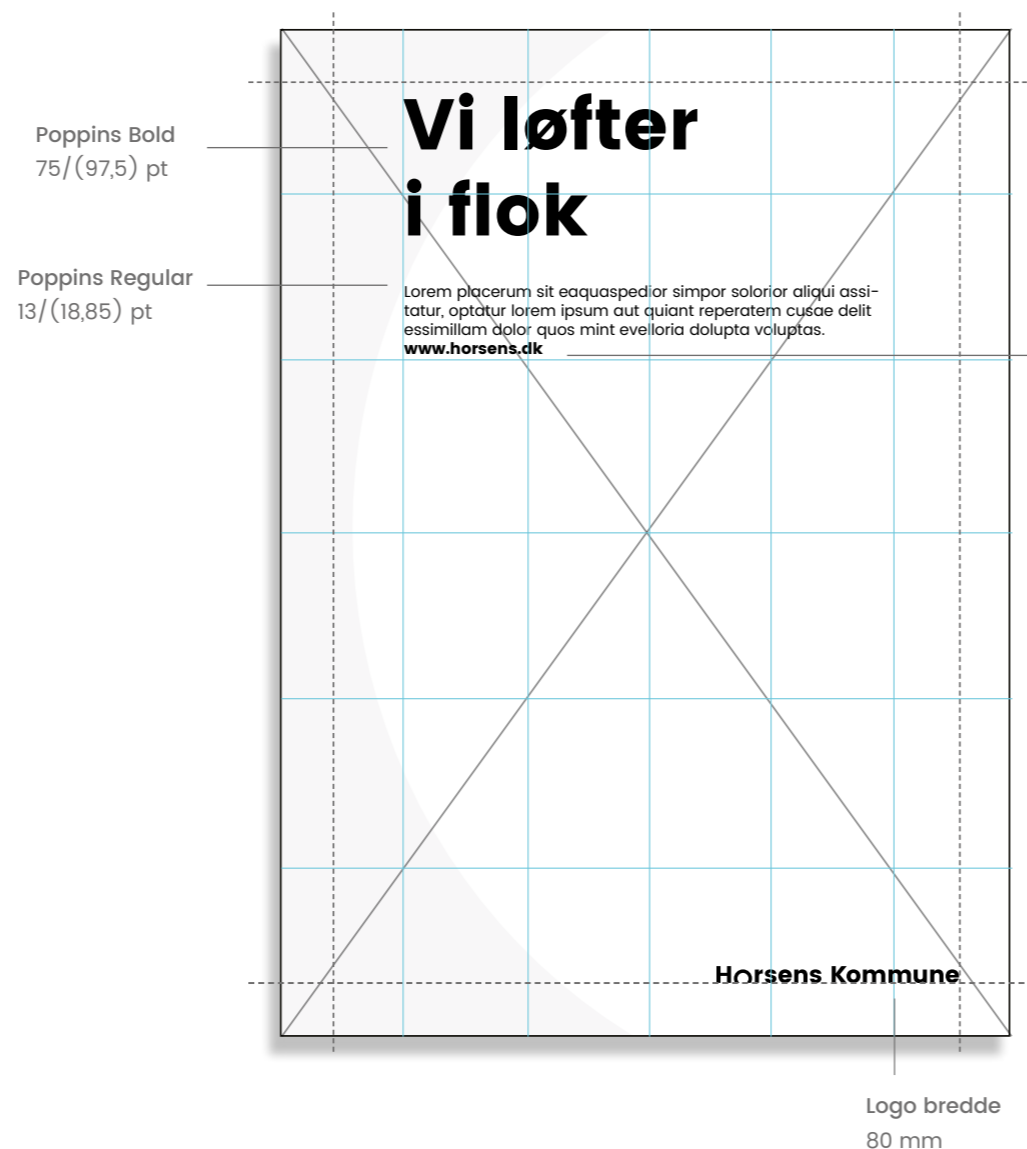 Poppins Bold
75/(97,5) pt
Vi løfter
i flok
Poppins Regular
13/(18,85) pt
Lorem placerum sit eaquaspedior simpor solorior aliqui assi-
tatur, optatur lorem ipsum aut quiant reperatem cusae delit
essimillam dolor quos mint evelloria dolupta voluptas.
www.horsens.dk
Horsens Kommune
Logo bredde
80 mm